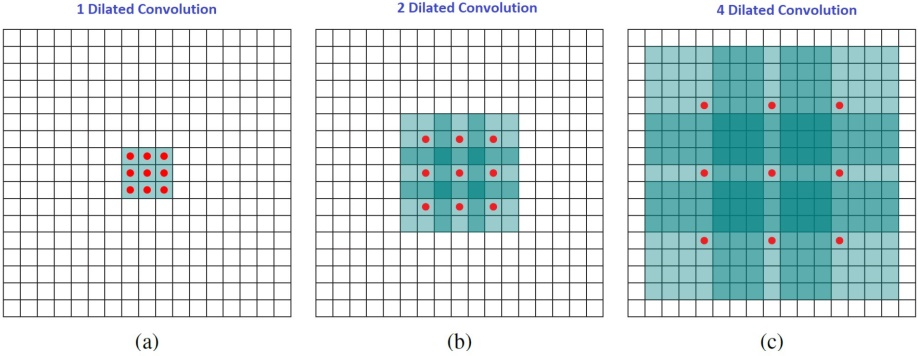 1 Dilated Convolution
2 Dilated Convolution
4 Dilated Convolution
(a)
(b)
(c)